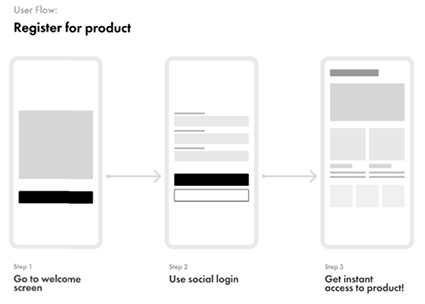 User Flow:
Register for product
Step 1
Go to welcome
screen
Step 2
Use social login
Step 3
Get instant
access to product!